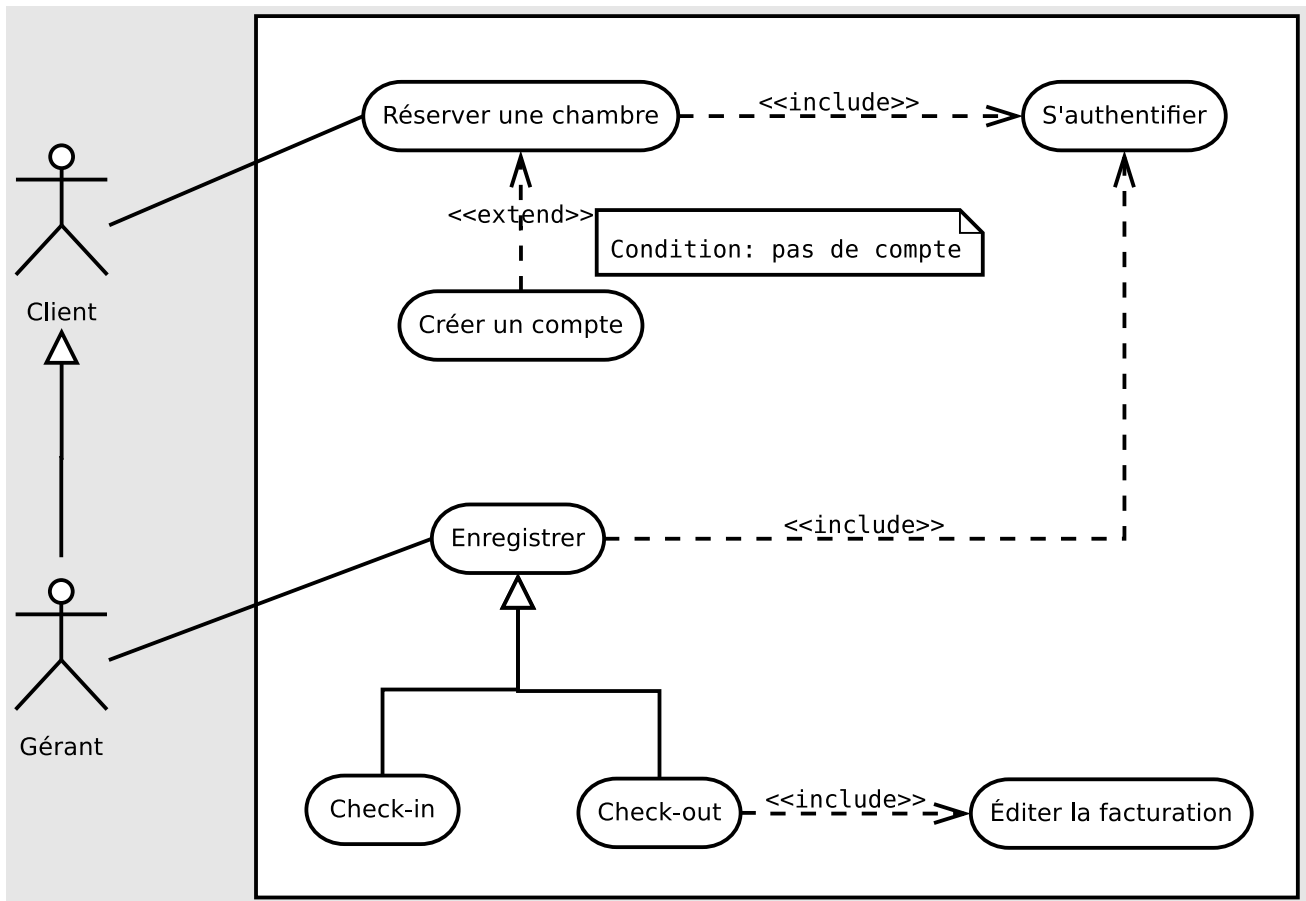 Réserver une chambre
<<include>>
S'authentifier
<<extend>>
Condition: pas de compte
Client
Créer un compte
Enregistrer
<<include>>
Gérant
Check-in
Check-out
<<include>>
Éditer la facturation